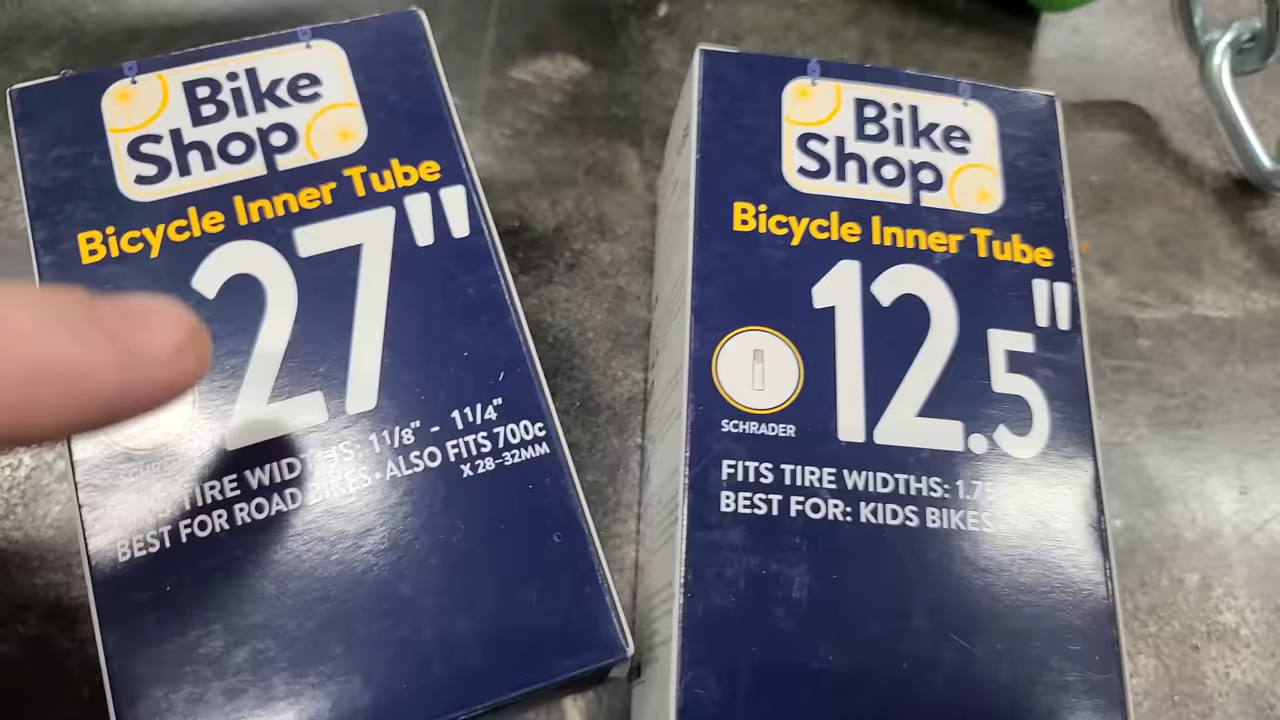 Bike
Shop
Bicycle Inner Tube
27"
TIRE WIDTHS: 1 1/8" - 1 1/4"
BEST FOR ROAD BIKES • ALSO FITS 700c
X 28-32MM
Bike
Shop
Bicycle Inner Tube
12.5"
SCHRADER
FITS TIRE WIDTHS:
BEST FOR: KIDS BIKES